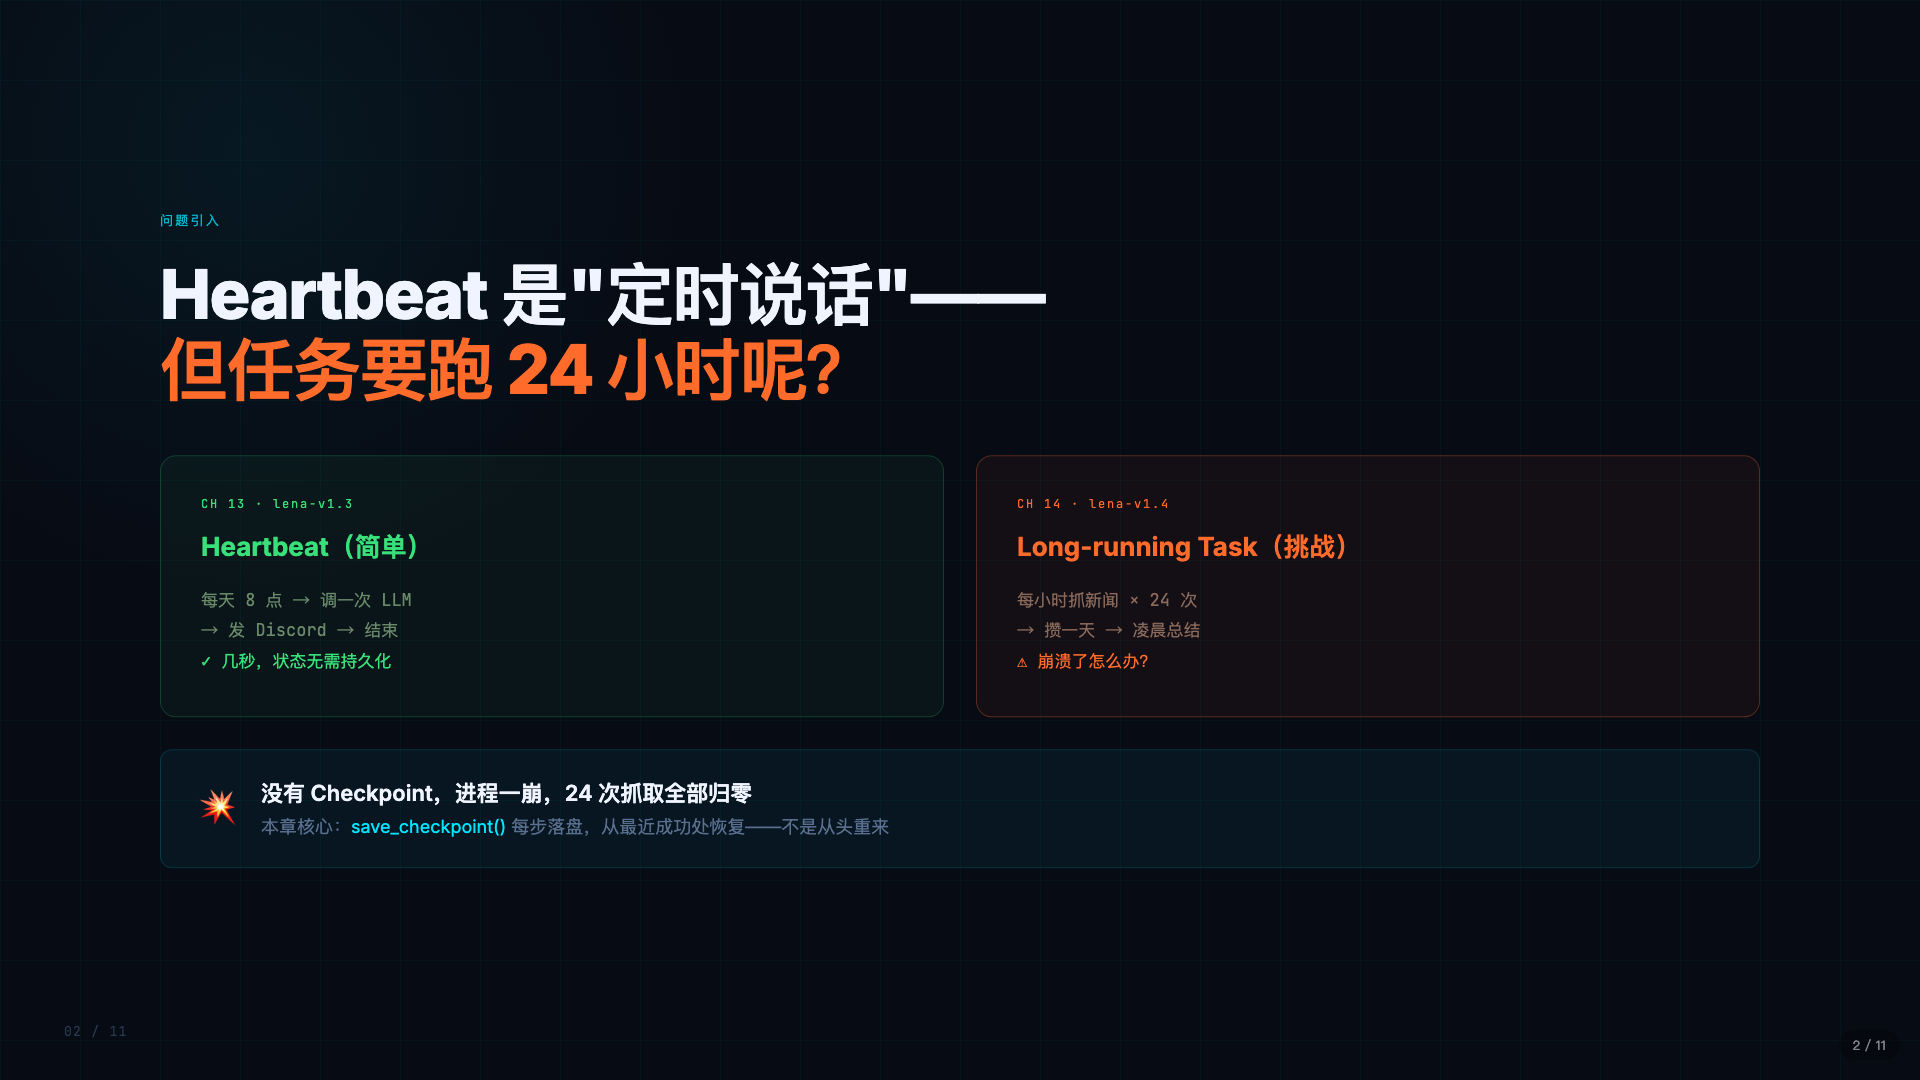 问题引入
Heartbeat 是"定时说话"——
但任务要跑 24 小时呢？
CH 13 · lena-v1.3
Heartbeat（简单）
每天 8 点 → 调一次 LLM
→ 发 Discord → 结束
✓ 几秒，状态无需持久化
CH 14 · lena-v1.4
Long-running Task（挑战）
每小时抓新闻 × 24 次
→ 攒一天 → 凌晨总结
⚠ 崩溃了怎么办？
💥 没有 Checkpoint，进程一崩，24 次抓取全部归零
本章核心：save_checkpoint() 每步落盘，从最近成功处恢复——不是从头重来
02 / 11
2 / 11